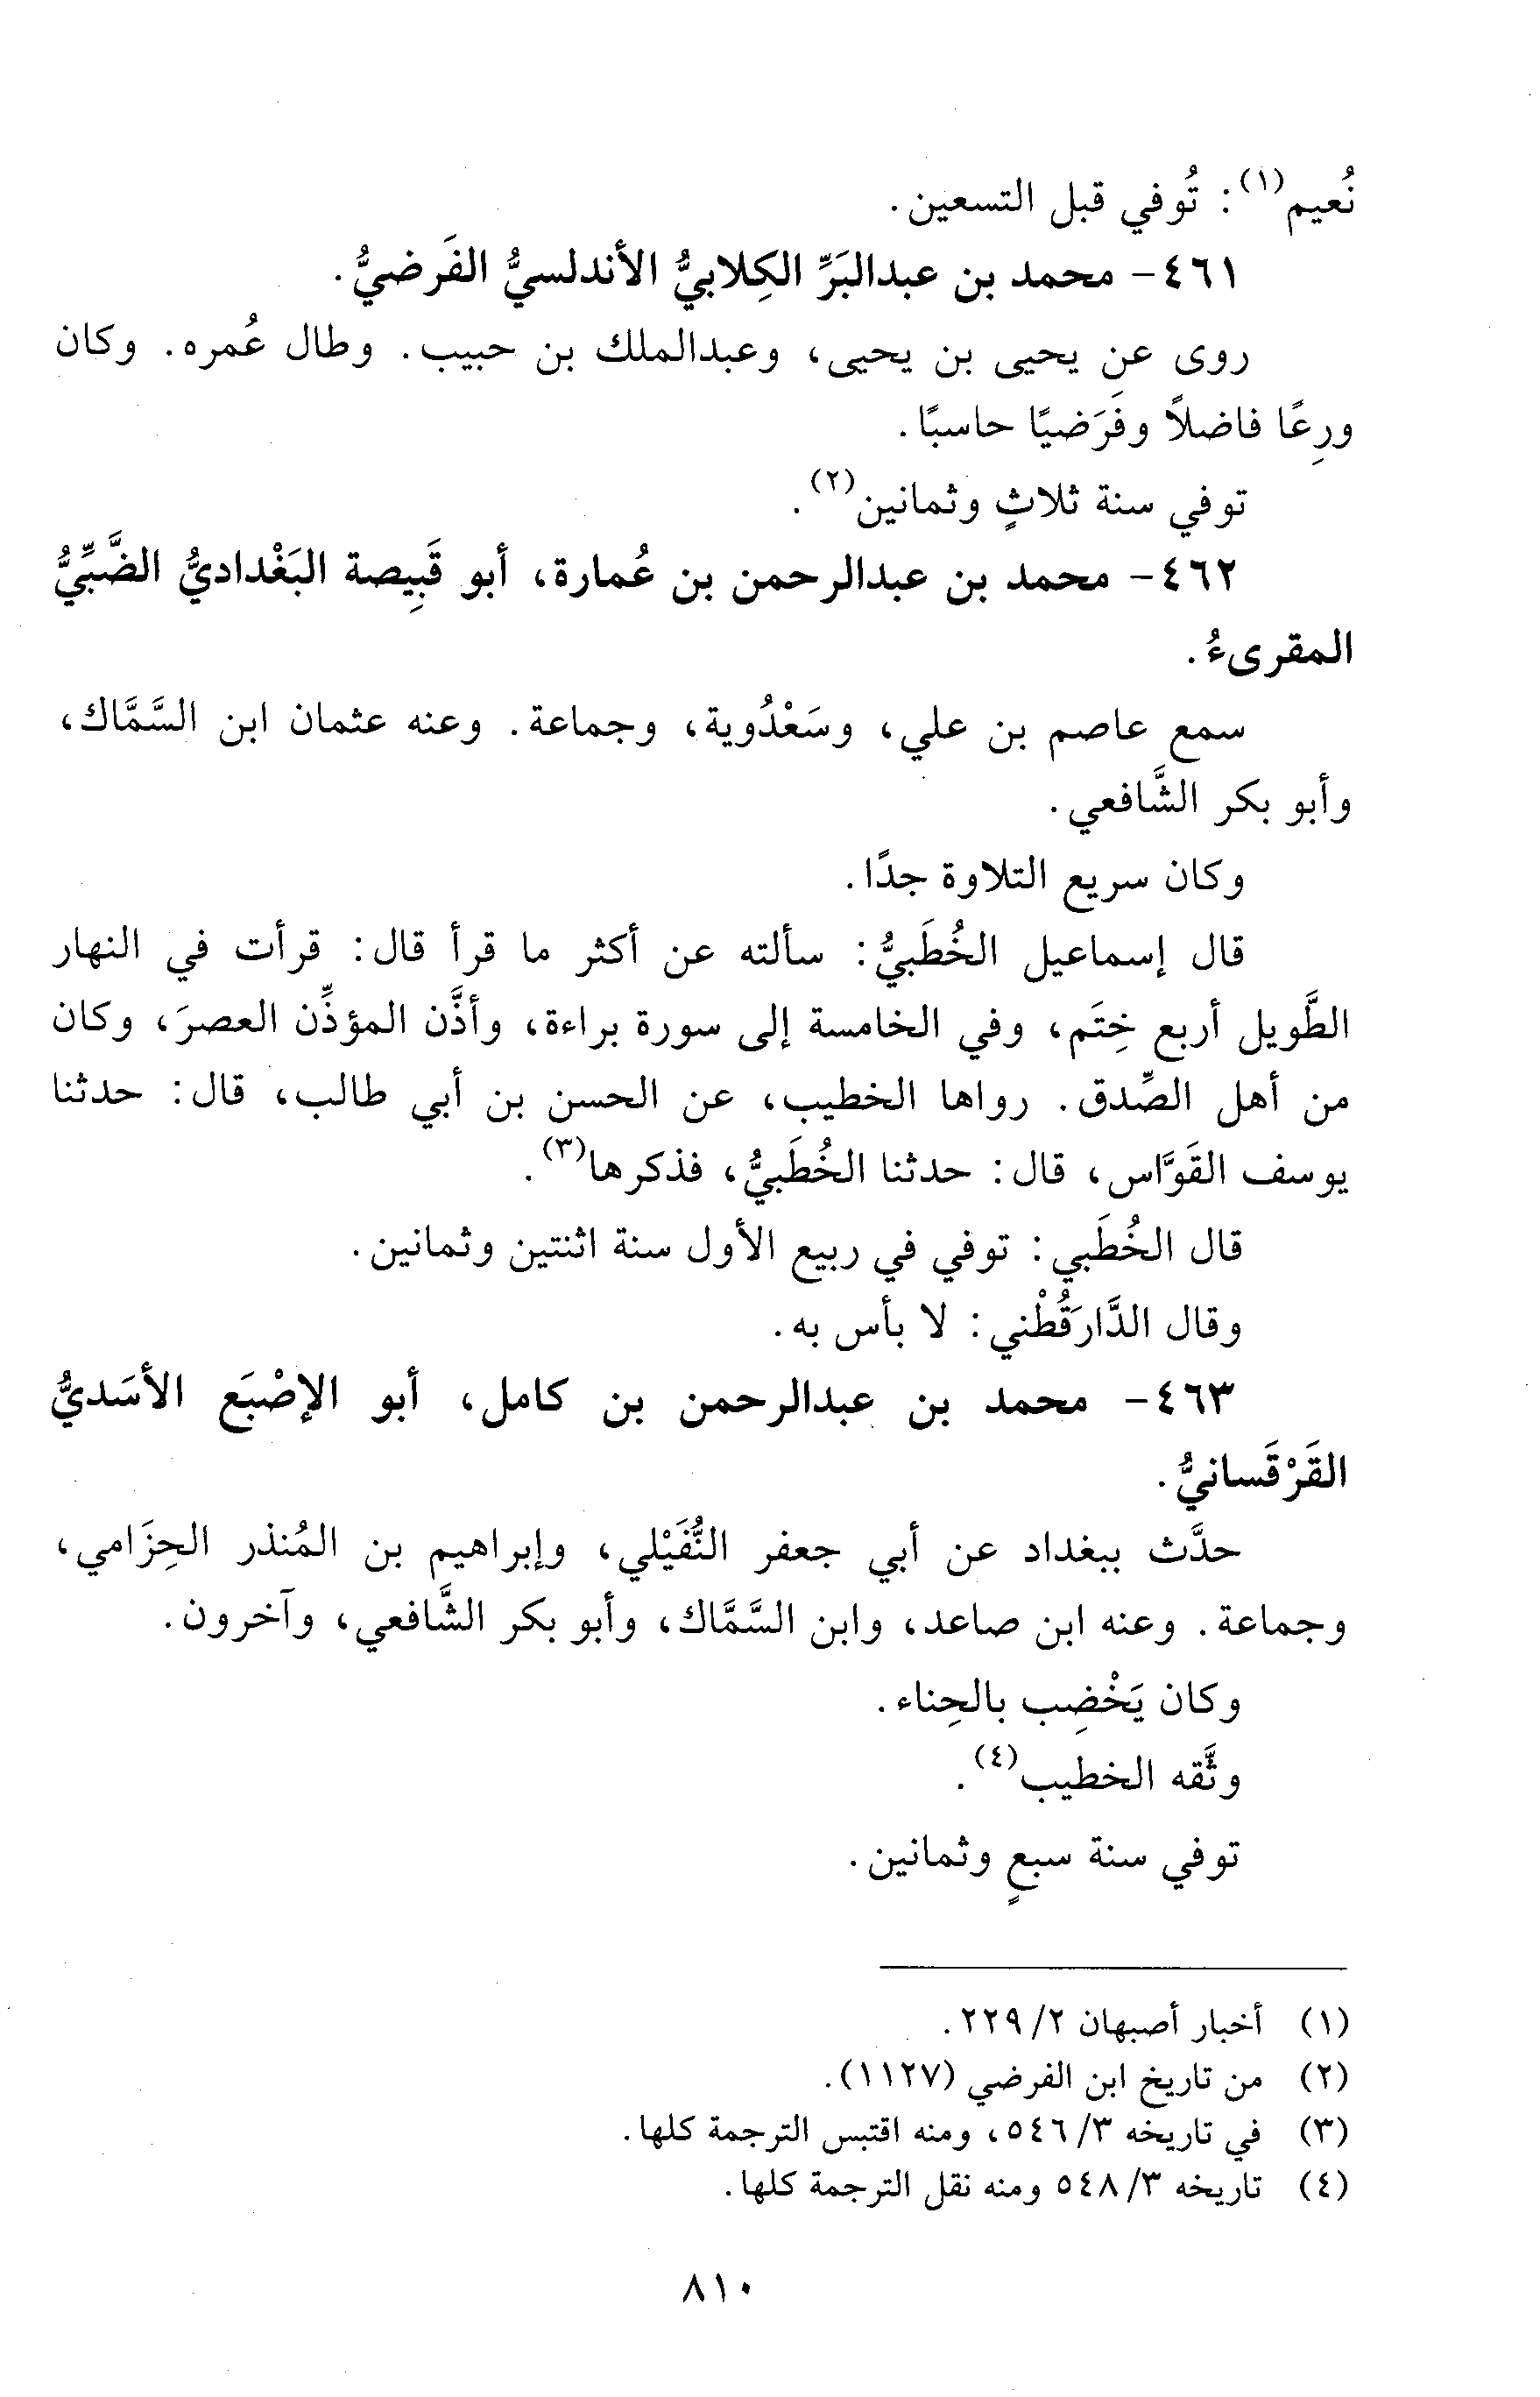 نُعيم(١): تُوفي قبل التسعين.
٤٦١- محمد بن عبدالبَرِّ الكِلابيُّ الأندلسيُّ الفَرضيُّ.
روى عن يحيى بن يحيى، وعبدالملك بن حبيب. وطال عُمره. وكان
ورِعًا فاضلاً وفَرَضيًا حاسبًا.
توفي سنة ثلاثٍ وثمانين(٢).
٤٦٢- محمد بن عبدالرحمن بن عُمارة، أبو قَبِيصة البَغْداديُّ الضَّبِّيُّ
المقرىءُ.
سمع عاصم بن علي، وسَعْدُوية، وجماعة. وعنه عثمان ابن السَّمَّاك،
وأبو بكر الشَّافعي.
وكان سريع التلاوة جدًا.
قال إسماعيل الخُطَبيُّ: سألته عن أكثر ما قرأ قال: قرأت في النهار
الطَّويل أربع خِتَم، وفي الخامسة إلى سورة براءة، وأذَّن المؤذِّن العصرَ، وكان
من أهل الصِّدق. رواها الخطيب، عن الحسن بن أبي طالب، قال: حدثنا
يوسف القَوَّاس، قال: حدثنا الخُطَبيُّ، فذكرها(٣).
قال الخُطَبي: توفي في ربيع الأول سنة اثنتين وثمانين.
وقال الدَّارَقُطْني: لا بأس به.
٤٦٣- محمد بن عبدالرحمن بن كامل، أبو الإصْبَع الأسَديُّ
القَرْقَسانيُّ.
حدَّث ببغداد عن أبي جعفر النُّفَيْلي، وإبراهيم بن المُنذر الحِزَامي،
وجماعة. وعنه ابن صاعد، وابن السَّمَّاك، وأبو بكر الشَّافعي، وآخرون.
وكان يَخْضِب بالحِناء.
وثَّقه الخطيب(٤).
توفي سنة سبعٍ وثمانين.
(١) أخبار أصبهان ٢/ ٢٢٩.
(٢) من تاريخ ابن الفرضي (١١٢٧).
(٣) في تاريخه ٣/ ٥٤٦، ومنه اقتبس الترجمة كلها.
(٤) تاريخه ٣/ ٥٤٨ ومنه نقل الترجمة كلها.
٨١٠